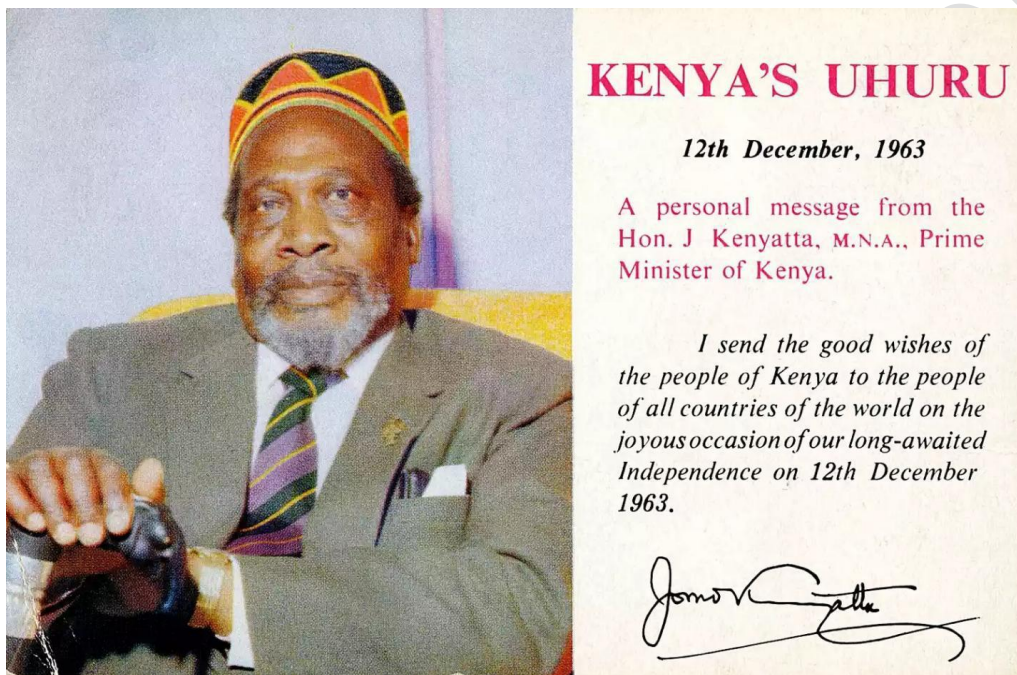 KENYA'S UHURU
12th December, 1963
A personal message from the
Hon. J Kenyatta, M.N.A., Prime
Minister of Kenya.
I send the good wishes of
the people of Kenya to the people
of all countries of the world on the
joyous occasion of our long-awaited
Independence on 12th December
1963.
Jomo Kenyatta